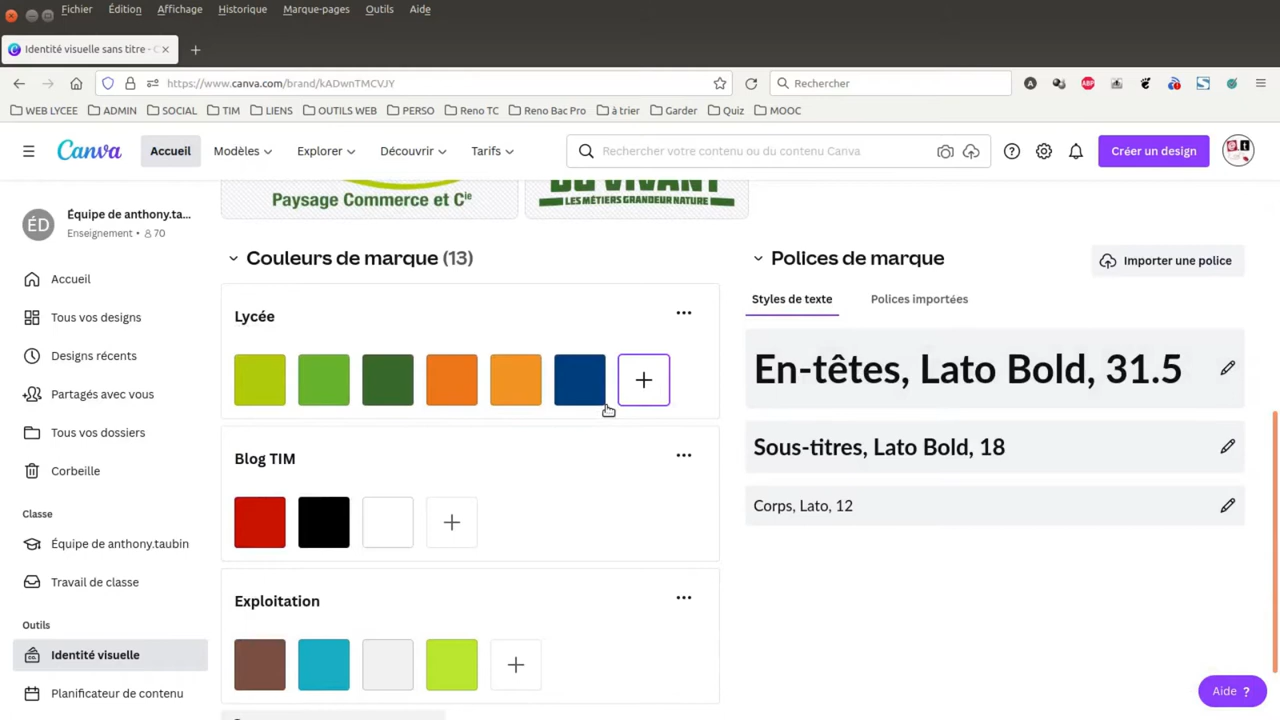 Fichier Édition Affichage Historique Marque-pages Outils Aide
Identité visuelle sans titre - C
https://www.canva.com/brand/kADwnTMCVJY
Rechercher
WEB LYCEE ADMIN SOCIAL TIM LIENS OUTILS WEB PERSO Reno TC Reno Bac Pro à trier Garder Quiz MOOC
Canva Accueil Modèles Explorer Découvrir Tarifs Rechercher votre contenu ou du contenu Canva Créer un design
Paysage Commerce et Cie
DU VIVANT
LES MÉTIERS GRANDEUR NATURE
ÉD
Équipe de anthony.ta...
Enseignement • 70
Accueil
Tous vos designs
Designs récents
Partagés avec vous
Tous vos dossiers
Corbeille
Classe
Équipe de anthony.taubin
Travail de classe
Outils
Identité visuelle
Planificateur de contenu
Couleurs de marque (13)
Lycée
Blog TIM
Exploitation
Polices de marque
Importer une police
Styles de texte Polices importées
En-têtes, Lato Bold, 31.5
Sous-titres, Lato Bold, 18
Corps, Lato, 12
Aide ?